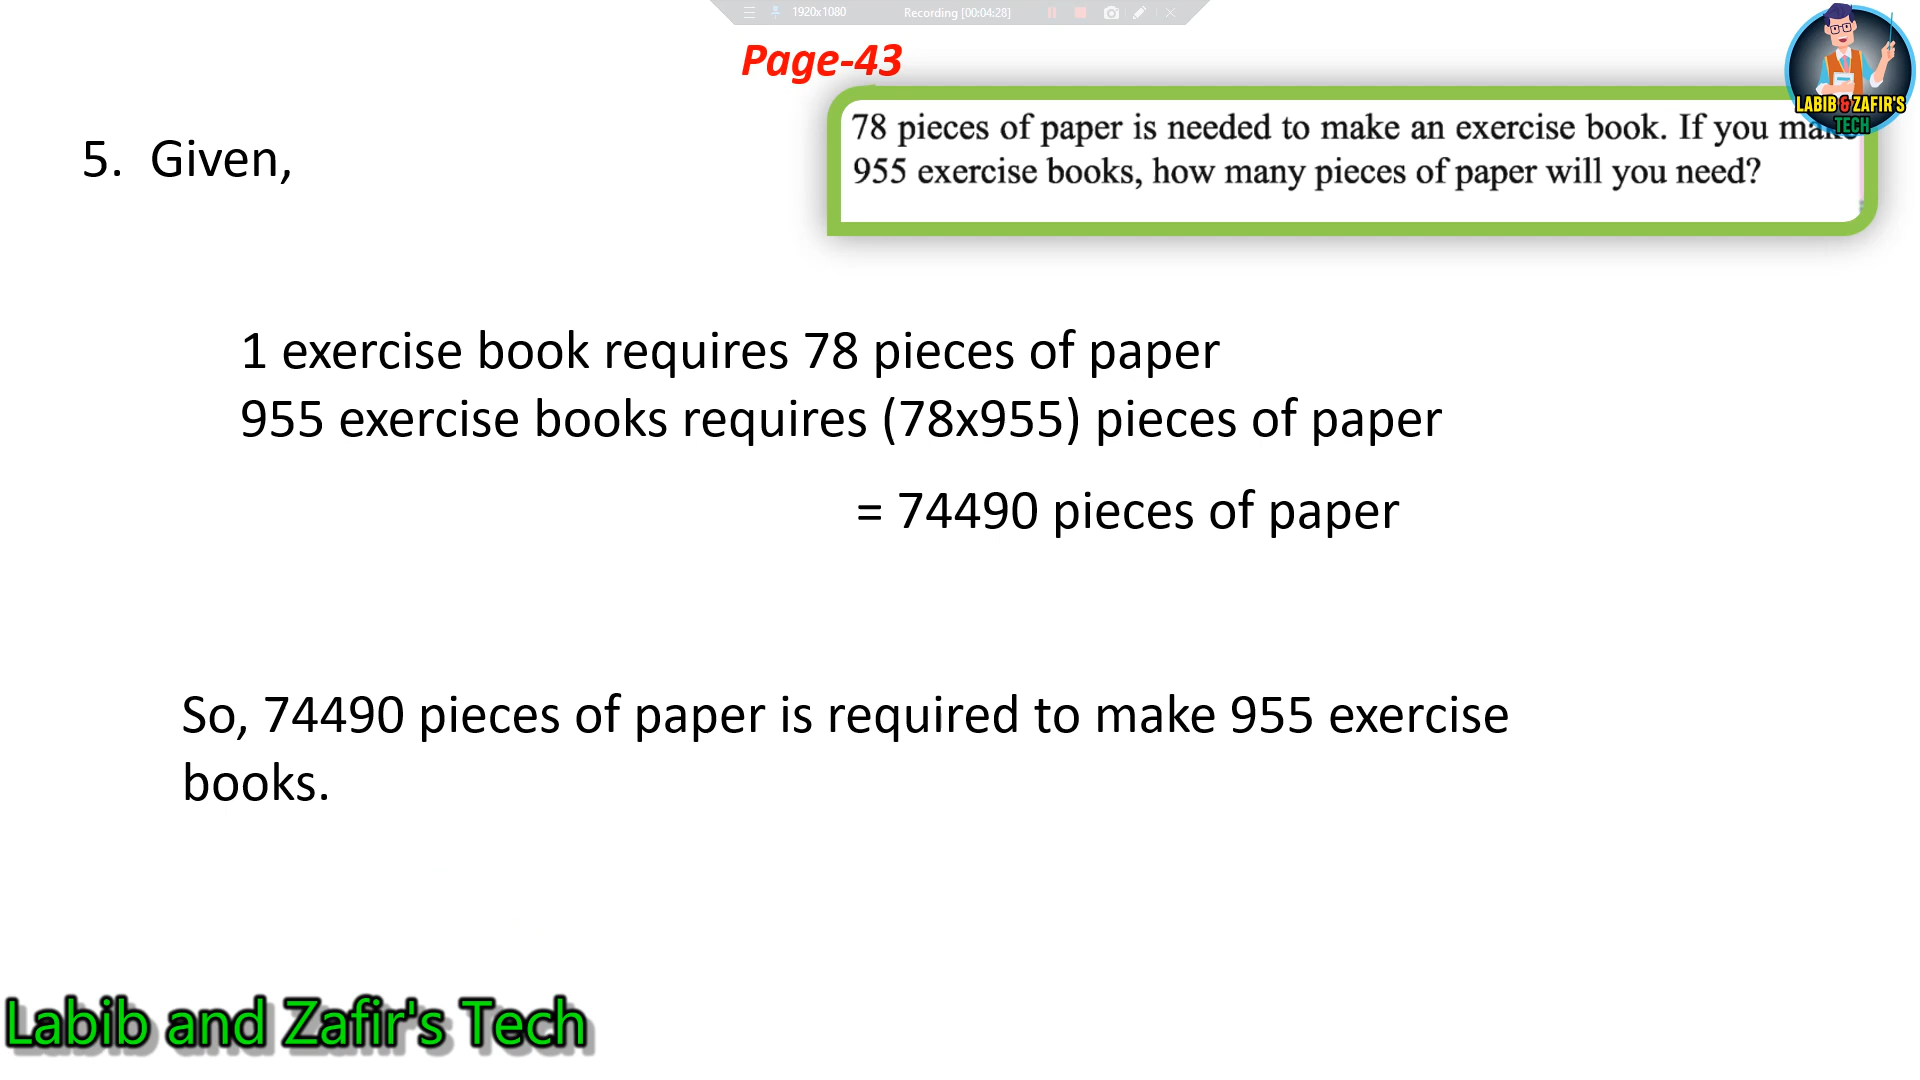 1920x1080 Recording [00:04:28]
Page-43
LABIB & ZAFIR'S
TECH
78 pieces of paper is needed to make an exercise book. If you make
955 exercise books, how many pieces of paper will you need?
5. Given,
1 exercise book requires 78 pieces of paper
955 exercise books requires (78x955) pieces of paper
= 74490 pieces of paper
So, 74490 pieces of paper is required to make 955 exercise
books.
Labib and Zafir's Tech